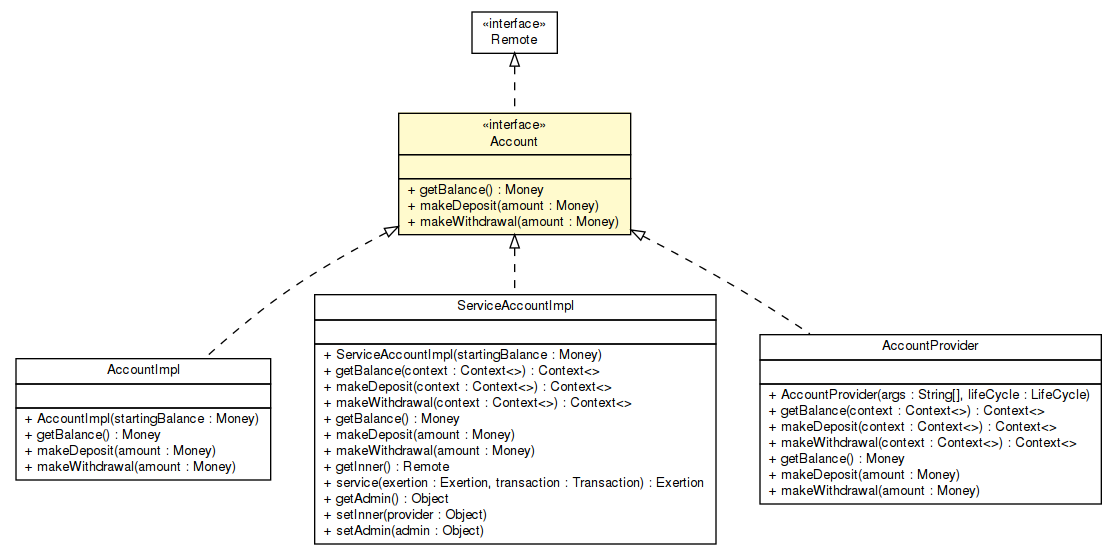 «interface»
Remote
«interface»
Account
+ getBalance() : Money
+ makeDeposit(amount : Money)
+ makeWithdrawal(amount : Money)
ServiceAccountImpl
+ ServiceAccountImpl(startingBalance : Money)
+ getBalance(context : Context<>) : Context<>
+ makeDeposit(context : Context<>) : Context<>
+ makeWithdrawal(context : Context<>) : Context<>
+ getBalance() : Money
+ makeDeposit(amount : Money)
+ makeWithdrawal(amount : Money)
+ getInner() : Remote
+ service(exertion : Exertion, transaction : Transaction) : Exertion
+ getAdmin() : Object
+ setInner(provider : Object)
+ setAdmin(admin : Object)
AccountProvider
+ AccountProvider(args : String[], lifeCycle : LifeCycle)
+ getBalance(context : Context<>) : Context<>
+ makeDeposit(context : Context<>) : Context<>
+ makeWithdrawal(context : Context<>) : Context<>
+ getBalance() : Money
+ makeDeposit(amount : Money)
+ makeWithdrawal(amount : Money)
AccountImpl
+ AccountImpl(startingBalance : Money)
+ getBalance() : Money
+ makeDeposit(amount : Money)
+ makeWithdrawal(amount : Money)